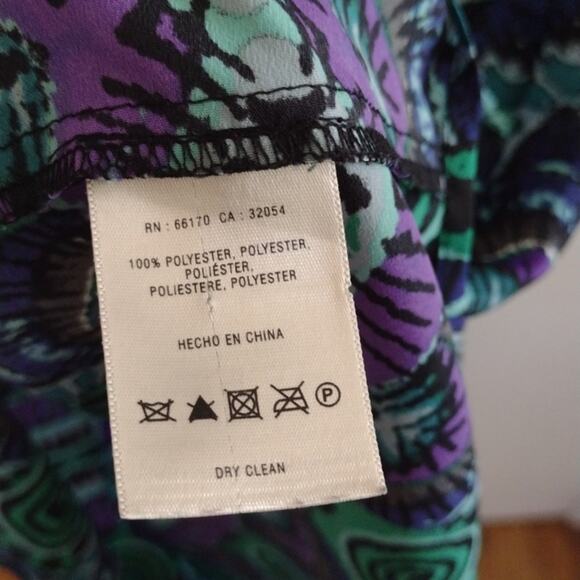 RN : 66170 CA : 32054
100% POLYESTER, POLYESTER,
POLIÉSTER,
POLIESTERE, POLYESTER
HECHO EN CHINA
P
DRY CLEAN